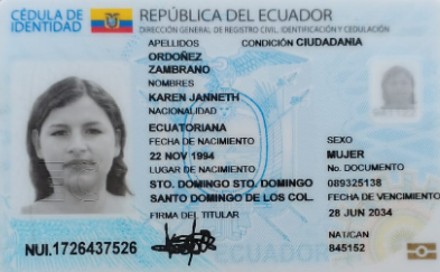 CÉDULA DE IDENTIDAD
REPÚBLICA DEL ECUADOR
DIRECCIÓN GENERAL DE REGISTRO CIVIL, IDENTIFICACIÓN Y CEDULACIÓN
APELLIDOS CONDICIÓN CIUDADANIA
ORDOÑEZ
ZAMBRANO
NOMBRES
KAREN JANNETH
NACIONALIDAD
ECUATORIANA
FECHA DE NACIMIENTO SEXO
22 NOV 1994 MUJER
LUGAR DE NACIMIENTO No. DOCUMENTO
STO. DOMINGO STO. DOMINGO 089325138
SANTO DOMINGO DE LOS COL. FECHA DE VENCIMIENTO
FIRMA DEL TITULAR 28 JUN 2034
NAT/CAN
NUI.1726437526 845152
ECUADOR